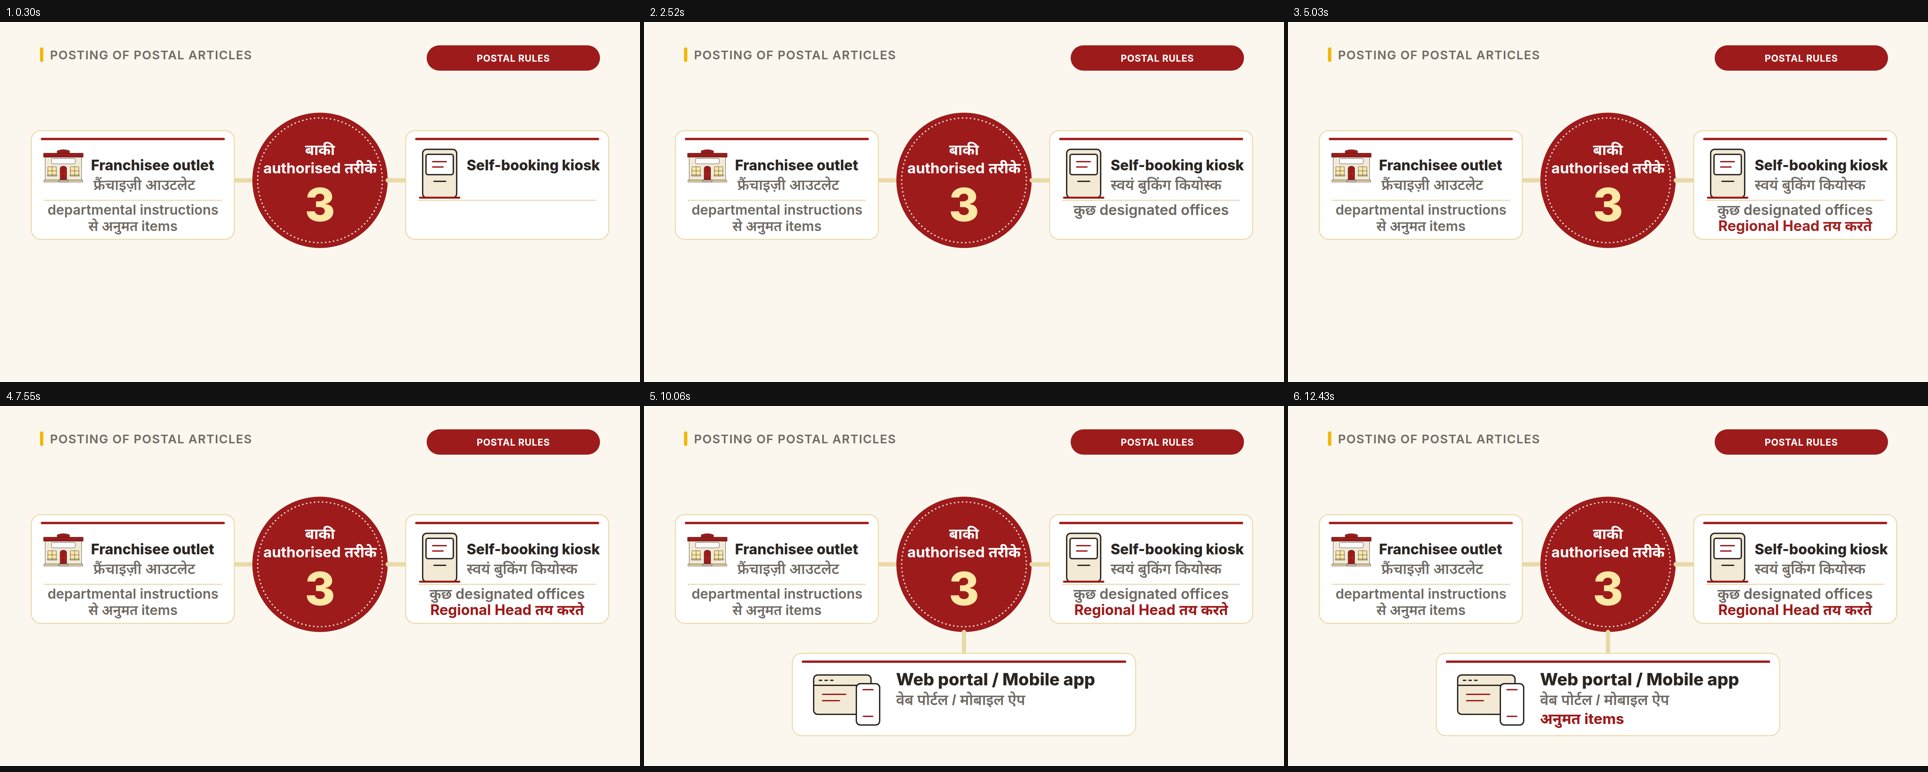 1. 0.30s
POSTING OF POSTAL ARTICLES
POSTAL RULES
Franchisee outlet
फ्रैंचाइज़ी आउटलेट
departmental instructions
से अनुमत items
बाकी
authorised तरीके
3
Self-booking kiosk
2. 2.52s
POSTING OF POSTAL ARTICLES
POSTAL RULES
Franchisee outlet
फ्रैंचाइज़ी आउटलेट
departmental instructions
से अनुमत items
बाकी
authorised तरीके
3
Self-booking kiosk
स्वयं बुकिंग कियोस्क
कुछ designated offices
3. 5.03s
POSTING OF POSTAL ARTICLES
POSTAL RULES
Franchisee outlet
फ्रैंचाइज़ी आउटलेट
departmental instructions
से अनुमत items
बाकी
authorised तरीके
3
Self-booking kiosk
स्वयं बुकिंग कियोस्क
कुछ designated offices
Regional Head तय करते
4. 7.55s
POSTING OF POSTAL ARTICLES
POSTAL RULES
Franchisee outlet
फ्रैंचाइज़ी आउटलेट
departmental instructions
से अनुमत items
बाकी
authorised तरीके
3
Self-booking kiosk
स्वयं बुकिंग कियोस्क
कुछ designated offices
Regional Head तय करते
5. 10.06s
POSTING OF POSTAL ARTICLES
POSTAL RULES
Franchisee outlet
फ्रैंचाइज़ी आउटलेट
departmental instructions
से अनुमत items
बाकी
authorised तरीके
3
Self-booking kiosk
स्वयं बुकिंग कियोस्क
कुछ designated offices
Regional Head तय करते
Web portal / Mobile app
वेब पोर्टल / मोबाइल ऐप
6. 12.43s
POSTING OF POSTAL ARTICLES
POSTAL RULES
Franchisee outlet
फ्रैंचाइज़ी आउटलेट
departmental instructions
से अनुमत items
बाकी
authorised तरीके
3
Self-booking kiosk
स्वयं बुकिंग कियोस्क
कुछ designated offices
Regional Head तय करते
Web portal / Mobile app
वेब पोर्टल / मोबाइल ऐप
अनुमत items